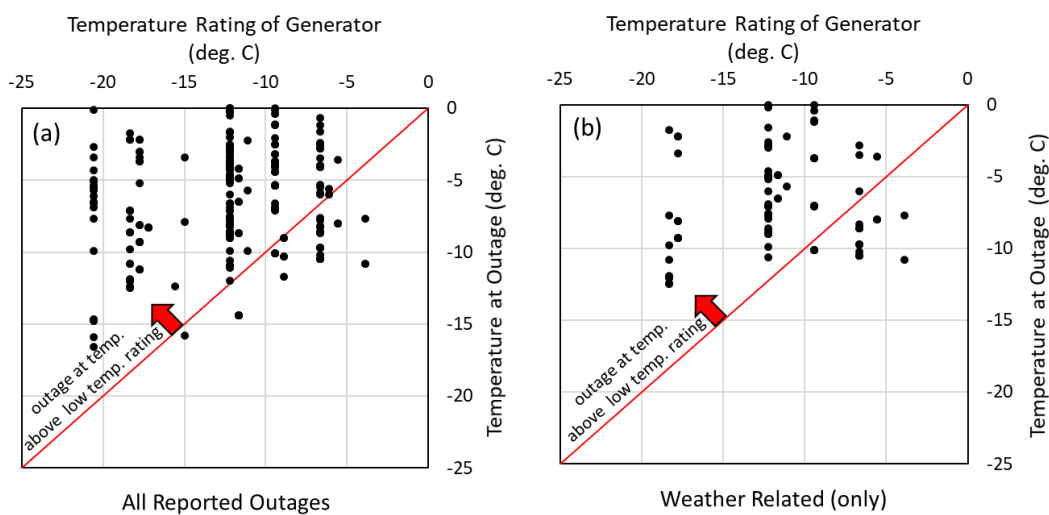 Temperature Rating of Generator
(deg. C)
-25 -20 -15 -10 -5 0
(a)
0
-5
-10
-15
-20
-25
Temperature at Outage (deg. C)
outage at temp.
above low temp. rating
All Reported Outages
Temperature Rating of Generator
(deg. C)
-25 -20 -15 -10 -5 0
(b)
0
-5
-10
-15
-20
-25
Temperature at Outage (deg. C)
outage at temp.
above low temp. rating
Weather Related (only)